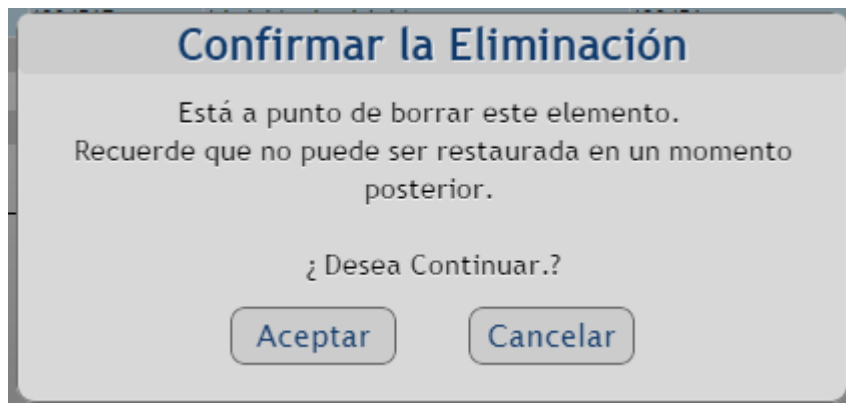 Confirmar la Eliminación
Está a punto de borrar este elemento.
Recuerde que no puede ser restaurada en un momento
posterior.
¿ Desea Continuar.?
Aceptar
Cancelar